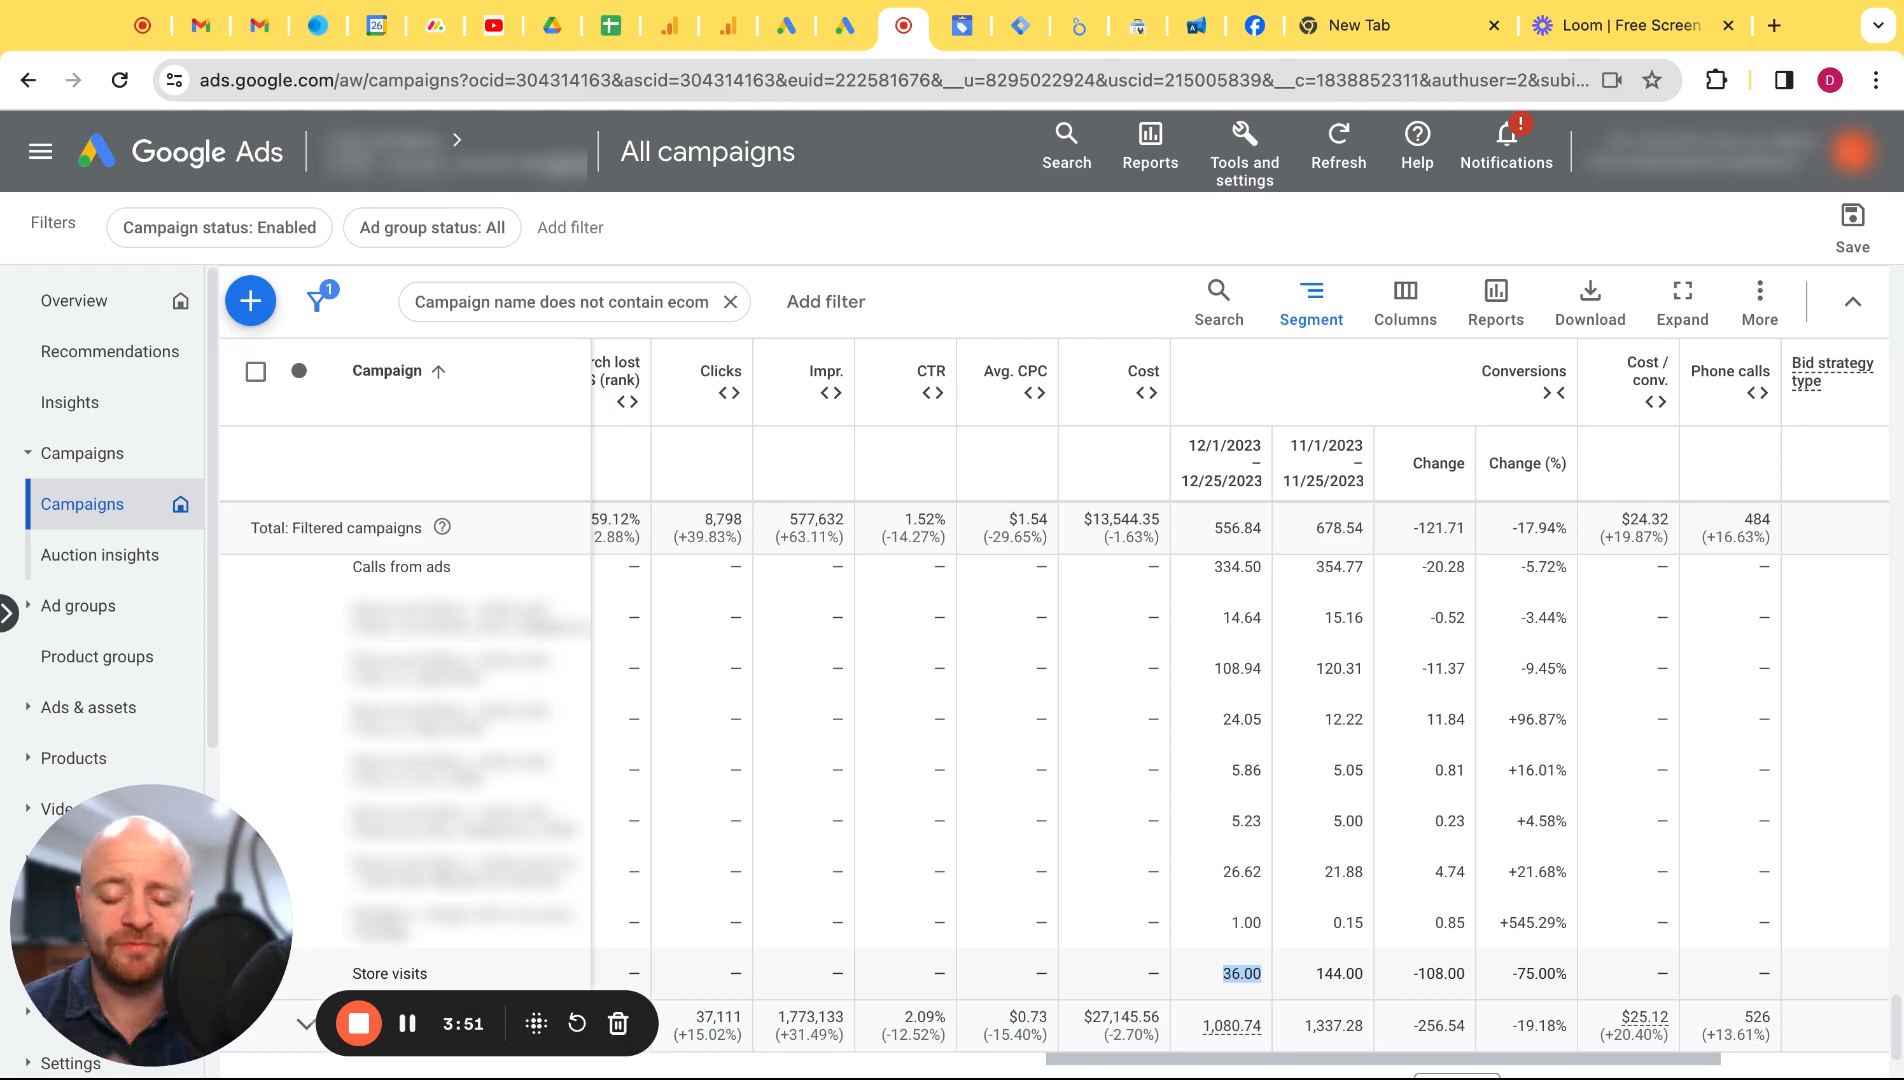 New Tab
Loom | Free Screen
ads.google.com/aw/campaigns?ocid=304314163&ascid=304314163&euid=222581676&__u=8295022924&uscid=215005839&__c=1838852311&authuser=2&subi...
D
Google Ads
All campaigns
Search
Reports
Tools and
settings
Refresh
Help
Notifications
Filters
Campaign status: Enabled
Ad group status: All
Add filter
Save
Overview
Recommendations
Insights
Campaigns
Campaigns
Auction insights
Ad groups
Product groups
Ads & assets
Products
Settings
1
Campaign name does not contain ecom
Add filter
Search
Segment
Columns
Reports
Download
Expand
More
Campaign
rch lost
(rank)
Clicks
Impr.
CTR
Avg. CPC
Cost
Conversions
Cost /
conv.
Phone calls
Bid strategy
type
12/1/2023
–
12/25/2023
11/1/2023
–
11/25/2023
Change
Change (%)
Total: Filtered campaigns
59.12%
2.88%)
8,798
(+39.83%)
577,632
(+63.11%)
1.52%
(-14.27%)
$1.54
(-29.65%)
$13,544.35
(-1.63%)
556.84 678.54 -121.71 -17.94%
$24.32
(+19.87%)
484
(+16.63%)
Calls from ads — — — — — — 334.50 354.77 -20.28 -5.72% — —
— — — — — — 14.64 15.16 -0.52 -3.44% — —
— — — — — — 108.94 120.31 -11.37 -9.45% — —
— — — — — — 24.05 12.22 11.84 +96.87% — —
— — — — — — 5.86 5.05 0.81 +16.01% — —
— — — — — — 5.23 5.00 0.23 +4.58% — —
— — — — — — 26.62 21.88 4.74 +21.68% — —
— — — — — — 1.00 0.15 0.85 +545.29% — —
Store visits — — — — — — 36.00 144.00 -108.00 -75.00% — —
37,111
(+15.02%)
1,773,133
(+31.49%)
2.09%
(-12.52%)
$0.73
(-15.40%)
$27,145.56
(-2.70%)
1,080.74 1,337.28 -256.54 -19.18%
$25.12
(+20.40%)
526
(+13.61%)
3:51